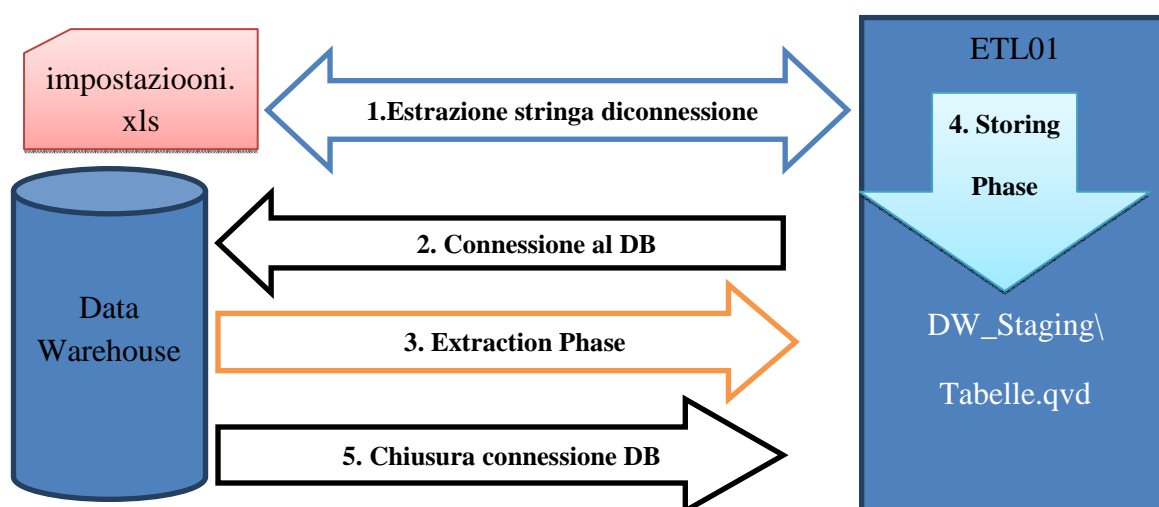 impostaziooni.
xls
1.Estrazione stringa diconnessione
ETL01
4. Storing
Phase
2. Connessione al DB
Data
Warehouse
3. Extraction Phase
DW_Staging\
Tabelle.qvd
5. Chiusura connessione DB